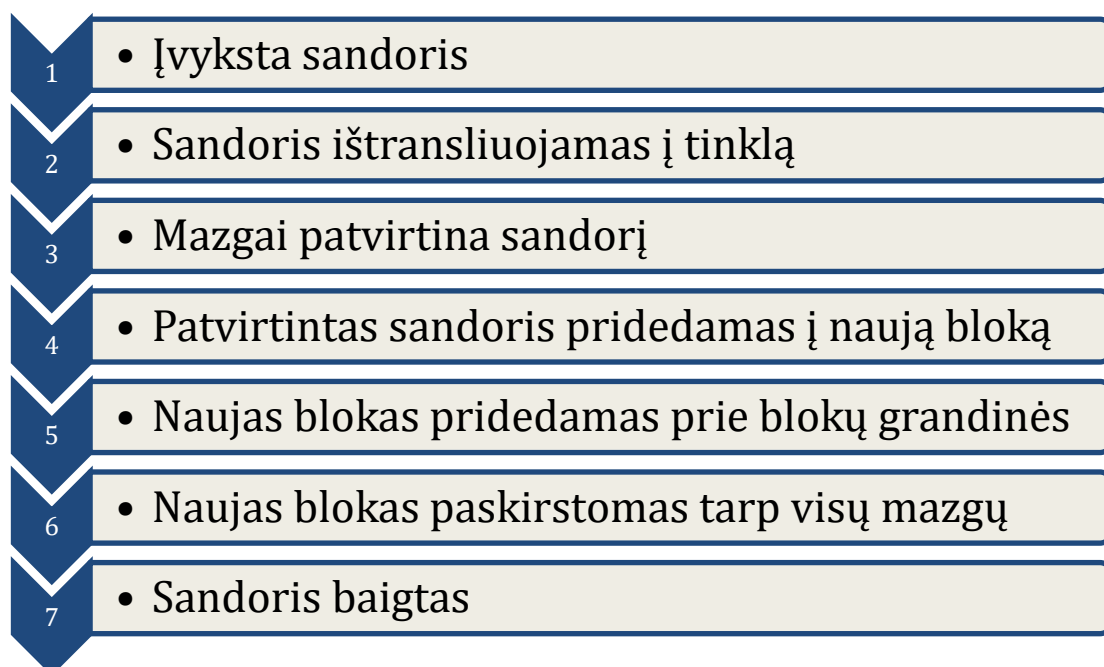 1 • Įvyksta sandoris
2 • Sandoris ištransliuojamas į tinklą
3 • Mazgai patvirtina sandorį
4 • Patvirtintas sandoris pridedamas į naują bloką
5 • Naujas blokas pridedamas prie blokų grandinės
6 • Naujas blokas paskirstomas tarp visų mazgų
7 • Sandoris baigtas